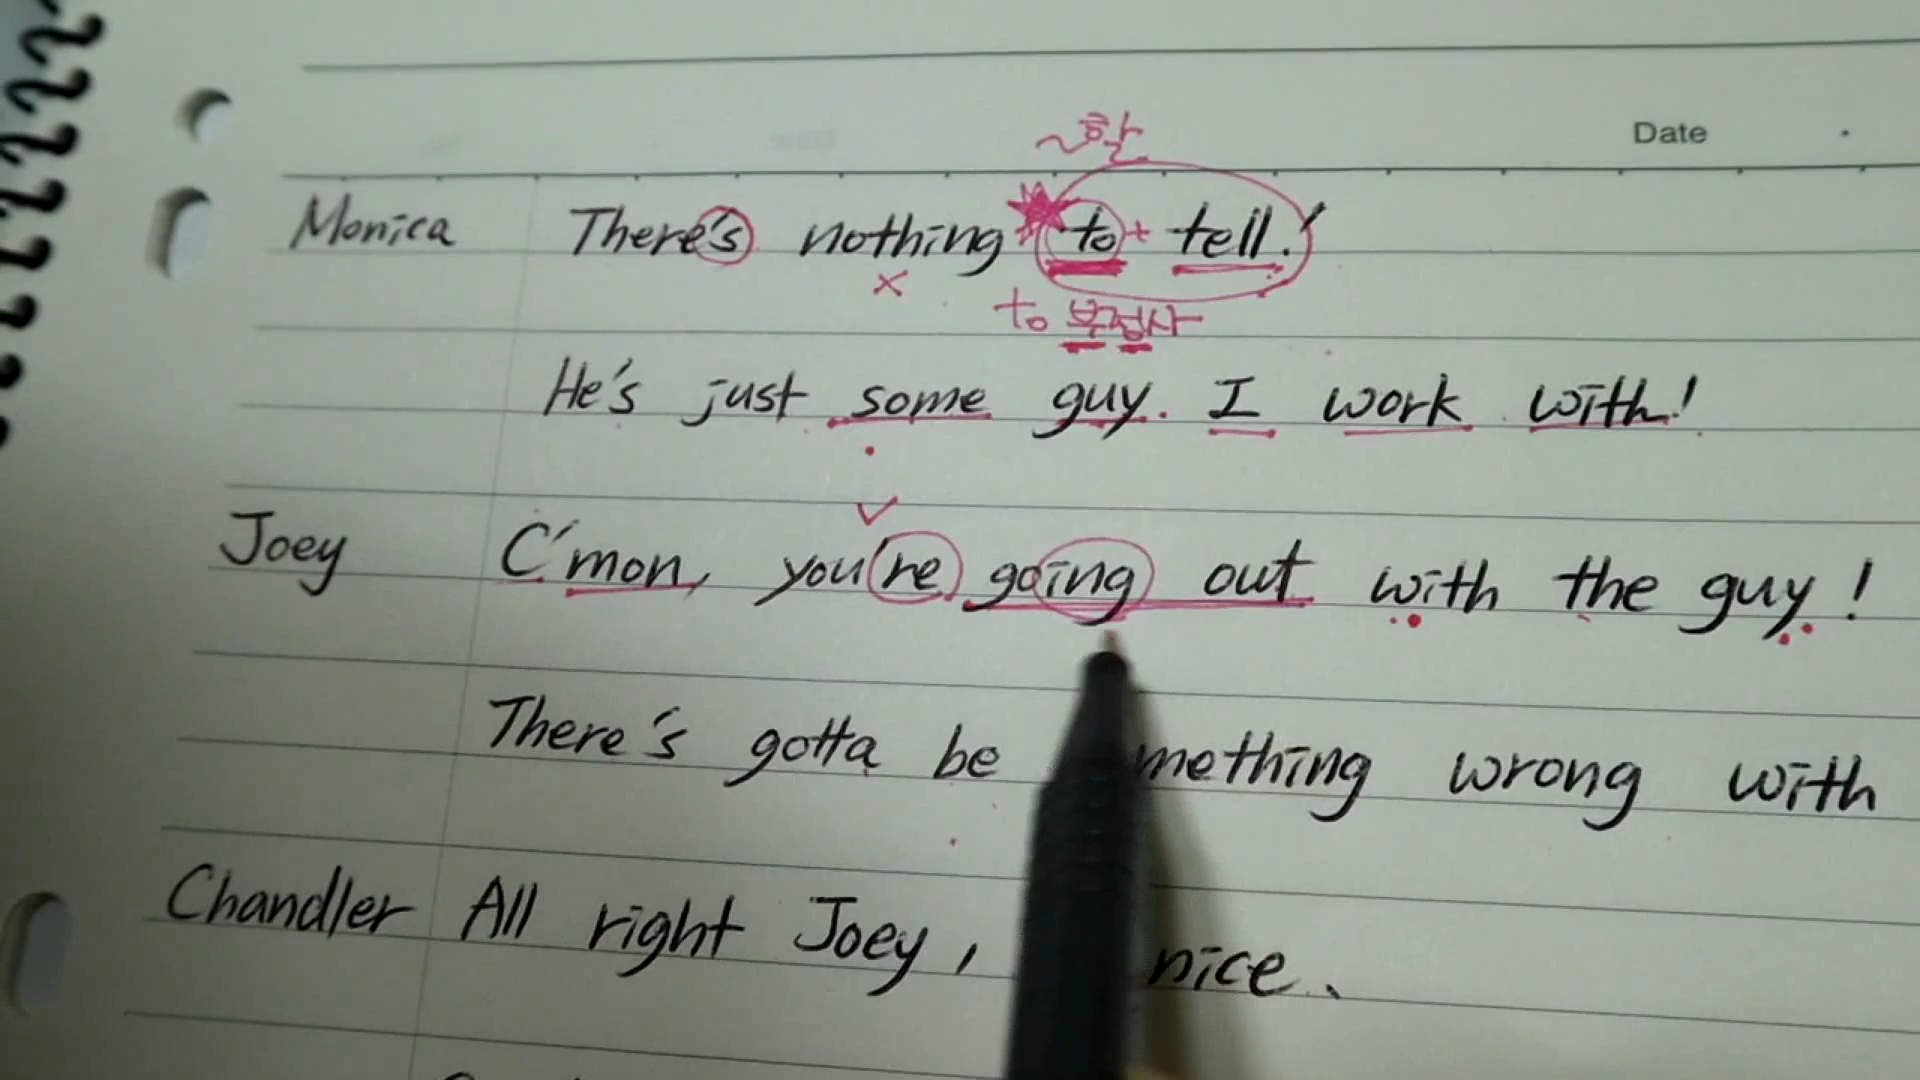 Date
~할
Monica There's nothing to + tell!
x
to 부정사
He's just some guy. I work with!
Joey C'mon, you're going out with the guy!
There's gotta be mething wrong with
Chandler All right Joey, nice.